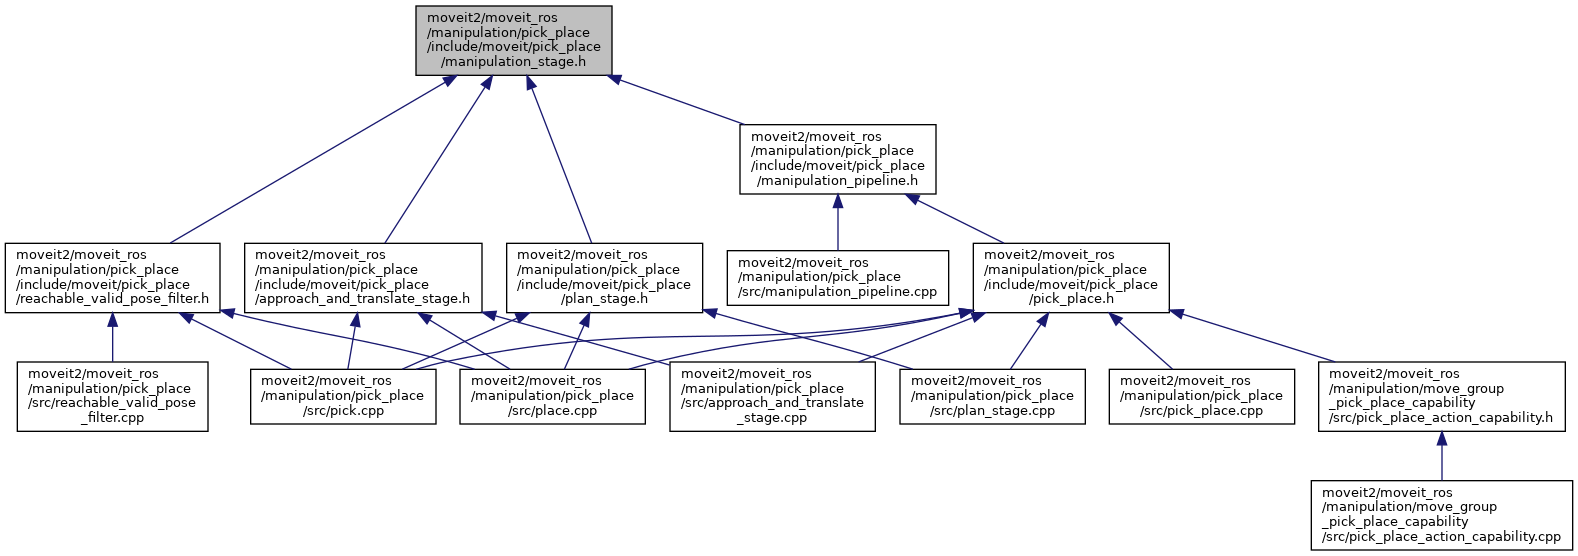 moveit2/moveit_ros
/manipulation/pick_place
/include/moveit/pick_place
/manipulation_stage.h
moveit2/moveit_ros
/manipulation/pick_place
/include/moveit/pick_place
/manipulation_pipeline.h
moveit2/moveit_ros
/manipulation/pick_place
/include/moveit/pick_place
/reachable_valid_pose_filter.h
moveit2/moveit_ros
/manipulation/pick_place
/include/moveit/pick_place
/approach_and_translate_stage.h
moveit2/moveit_ros
/manipulation/pick_place
/include/moveit/pick_place
/plan_stage.h
moveit2/moveit_ros
/manipulation/pick_place
/src/manipulation_pipeline.cpp
moveit2/moveit_ros
/manipulation/pick_place
/include/moveit/pick_place
/pick_place.h
moveit2/moveit_ros
/manipulation/pick_place
/src/reachable_valid_pose
_filter.cpp
moveit2/moveit_ros
/manipulation/pick_place
/src/pick.cpp
moveit2/moveit_ros
/manipulation/pick_place
/src/place.cpp
moveit2/moveit_ros
/manipulation/pick_place
/src/approach_and_translate
_stage.cpp
moveit2/moveit_ros
/manipulation/pick_place
/src/plan_stage.cpp
moveit2/moveit_ros
/manipulation/pick_place
/src/pick_place.cpp
moveit2/moveit_ros
/manipulation/move_group
_pick_place_capability
/src/pick_place_action_capability.h
moveit2/moveit_ros
/manipulation/move_group
_pick_place_capability
/src/pick_place_action_capability.cpp